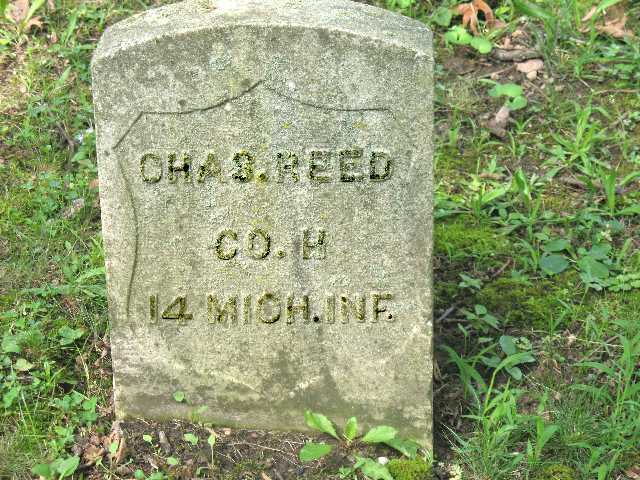 CHAS. REED
CO. H
14 MICH. INF.